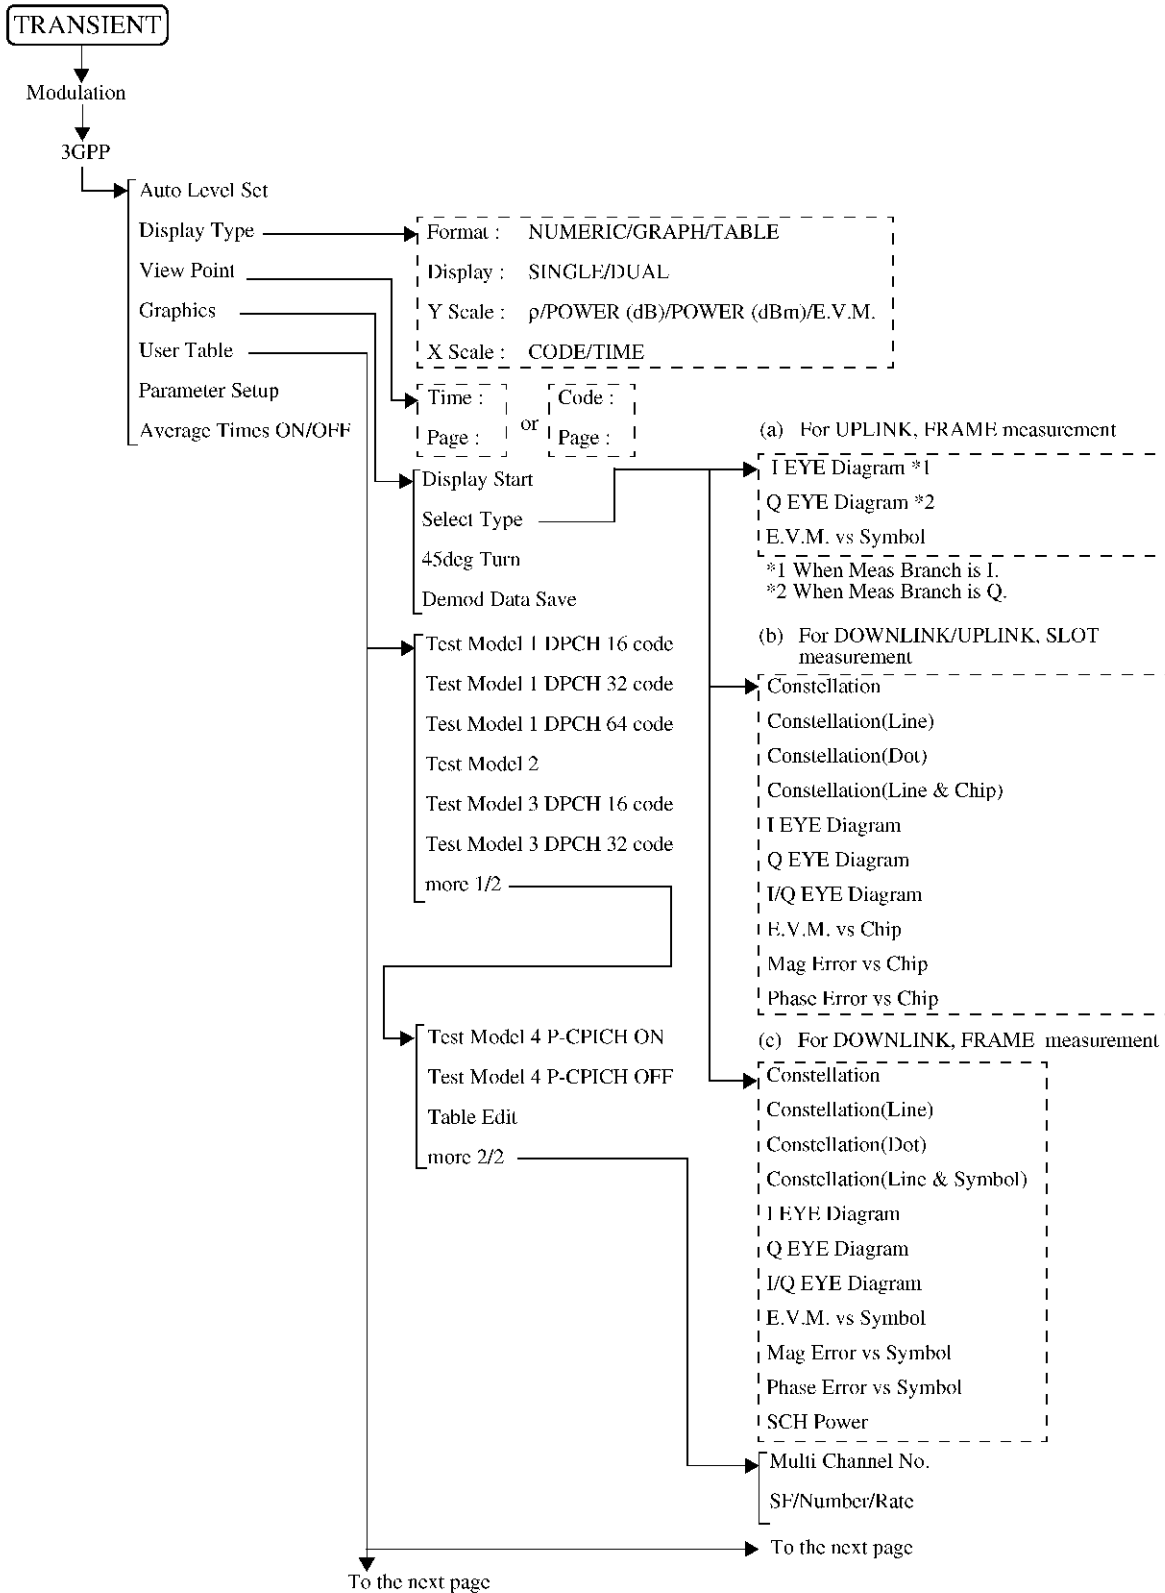 TRANSIENT
Modulation
3GPP
Auto Level Set
Display Type
View Point
Graphics
User Table
Parameter Setup
Average Times ON/OFF
Format : NUMERIC/GRAPH/TABLE
Display : SINGLE/DUAL
Y Scale : ρ/POWER (dB)/POWER (dBm)/E.V.M.
X Scale : CODE/TIME
Time :
Page :
or
Code :
Page :
Display Start
Select Type
45deg Turn
Demod Data Save
(a) For UPLINK, FRAME measurement
I EYE Diagram *1
Q EYE Diagram *2
E.V.M. vs Symbol
*1 When Meas Branch is I.
*2 When Meas Branch is Q.
(b) For DOWNLINK/UPLINK, SLOT
measurement
Constellation
Constellation(Line)
Constellation(Dot)
Constellation(Line & Chip)
I EYE Diagram
Q EYE Diagram
I/Q EYE Diagram
E.V.M. vs Chip
Mag Error vs Chip
Phase Error vs Chip
(c) For DOWNLINK, FRAME measurement
Constellation
Constellation(Line)
Constellation(Dot)
Constellation(Line & Symbol)
I EYE Diagram
Q EYE Diagram
I/Q EYE Diagram
E.V.M. vs Symbol
Mag Error vs Symbol
Phase Error vs Symbol
SCH Power
Test Model 1 DPCH 16 code
Test Model 1 DPCH 32 code
Test Model 1 DPCH 64 code
Test Model 2
Test Model 3 DPCH 16 code
Test Model 3 DPCH 32 code
more 1/2
Test Model 4 P-CPICH ON
Test Model 4 P-CPICH OFF
Table Edit
more 2/2
Multi Channel No.
SF/Number/Rate
To the next page
To the next page